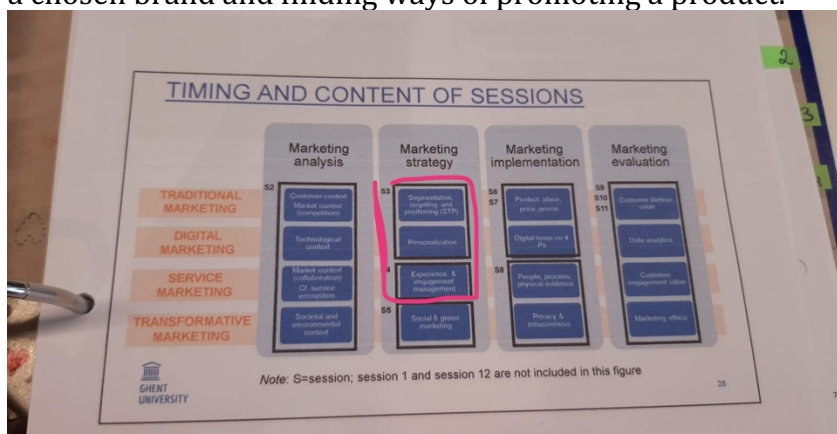 a chosen brand and finding ways of promoting a product.
2
3
TIMING AND CONTENT OF SESSIONS
Marketing
analysis
Marketing
strategy
Marketing
implementation
Marketing
evaluation
TRADITIONAL
MARKETING
S2
Customer context
Market context
(competition)
S3
Segmentation,
targeting, and
positioning (STP)
S6
S7
Product, place,
price, promo
S9
S10
S11
Customer lifetime
value
DIGITAL
MARKETING
Technological
context
Personalization
Digital lense on 4
Ps
Data analytics
SERVICE
MARKETING
Market context
(collaboration)
Cf. service
ecosystem
4
Experience &
engagement
management
S8
People, process,
physical evidence
Customer
engagement value
TRANSFORMATIVE
MARKETING
Societal and
environmental
context
S5
Social & green
marketing
Privacy &
intrusiveness
Marketing ethics
GHENT
UNIVERSITY
Note: S=session; session 1 and session 12 are not included in this figure
28
7